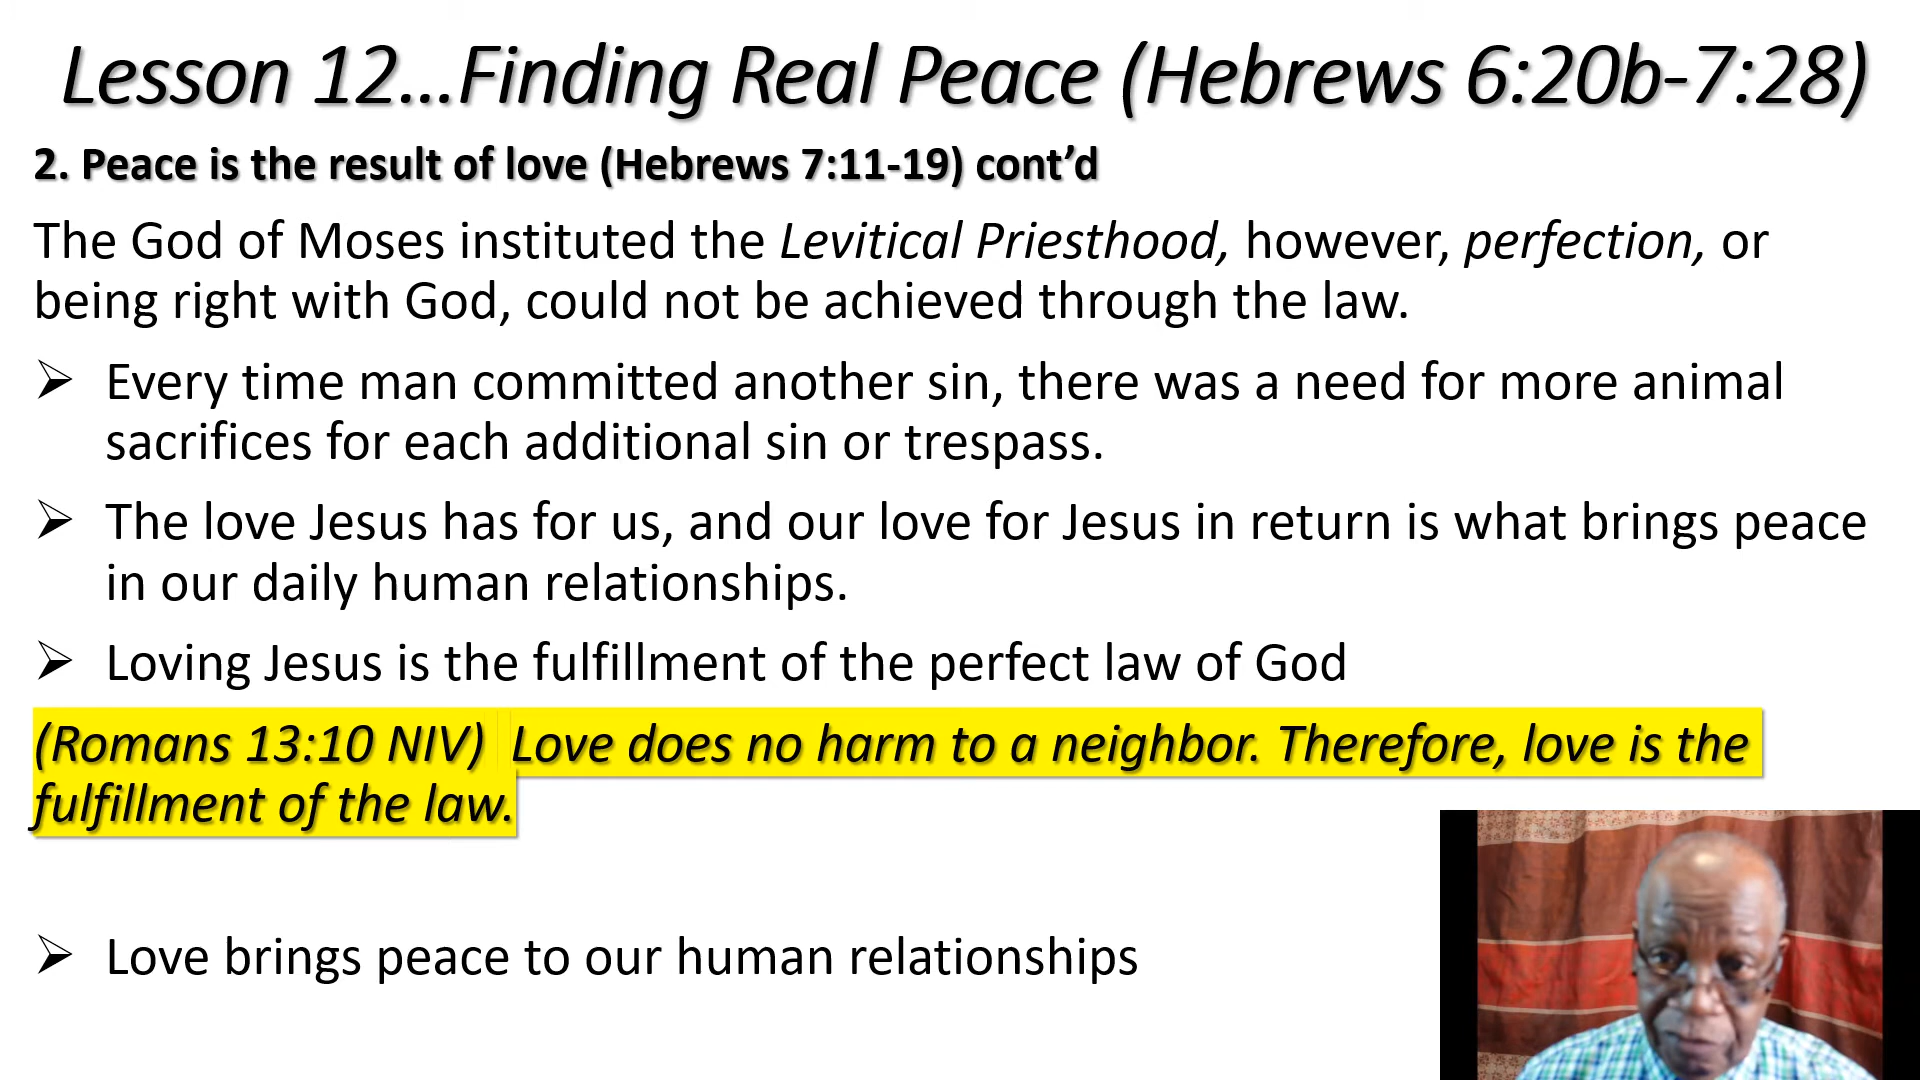 Lesson 12...Finding Real Peace (Hebrews 6:20b-7:28)
2. Peace is the result of love (Hebrews 7:11-19) cont’d
The God of Moses instituted the Levitical Priesthood, however, perfection, or
being right with God, could not be achieved through the law.
➢ Every time man committed another sin, there was a need for more animal
sacrifices for each additional sin or trespass.
➢ The love Jesus has for us, and our love for Jesus in return is what brings peace
in our daily human relationships.
➢ Loving Jesus is the fulfillment of the perfect law of God
(Romans 13:10 NIV) Love does no harm to a neighbor. Therefore, love is the
fulfillment of the law.
➢ Love brings peace to our human relationships